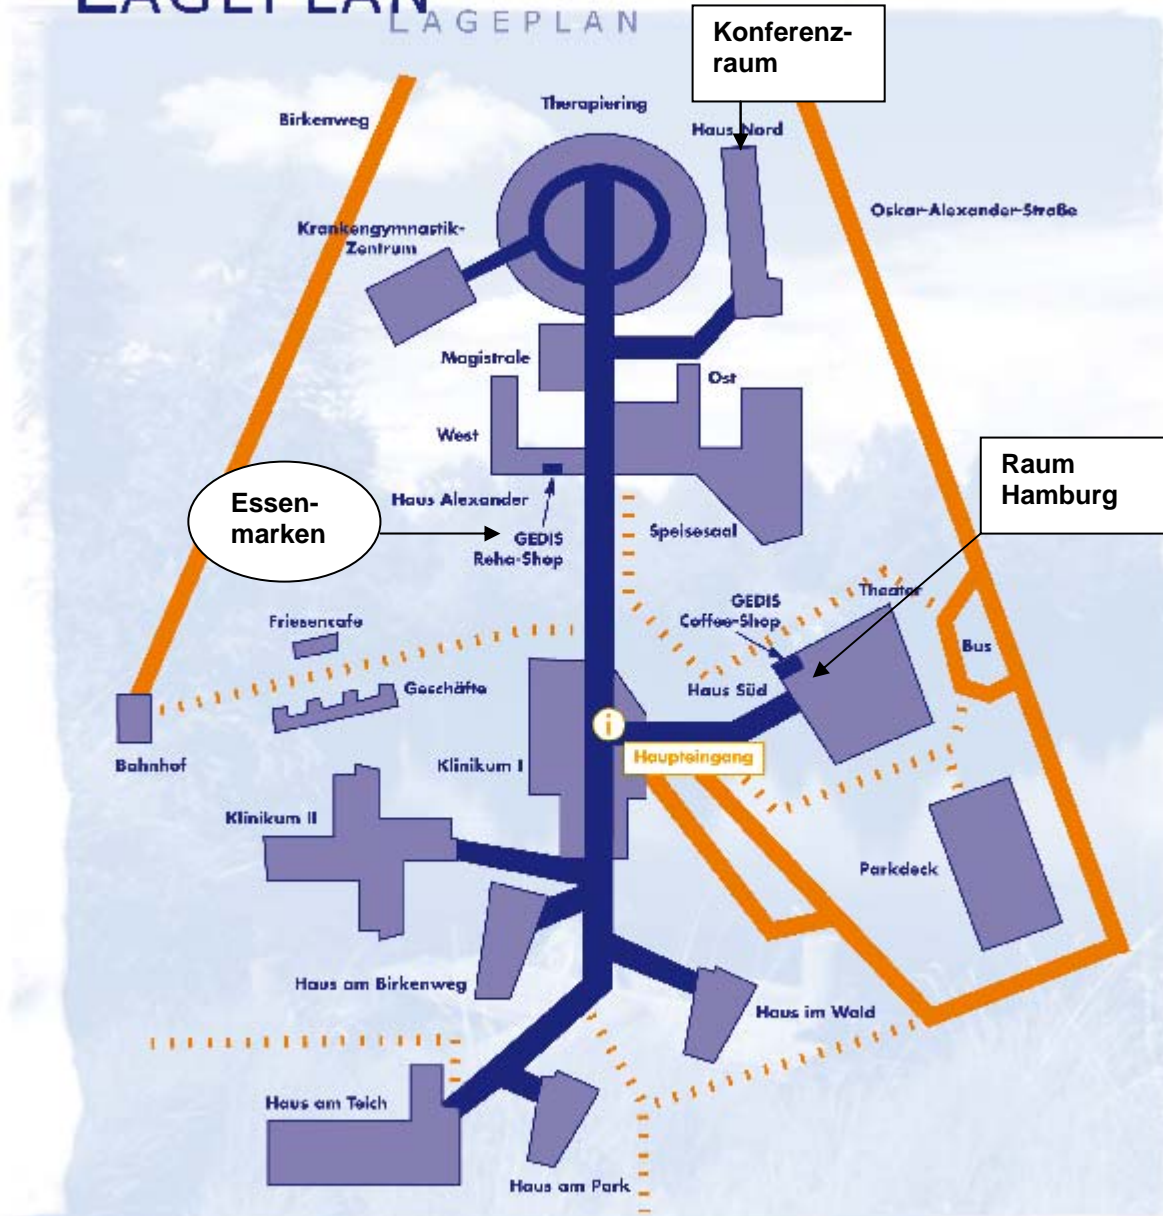 LAGEPLAN
LAGEPLAN
Konferenz-
raum
Therapiering
Birkenweg
Haus Nord
Oskar-Alexander-Straße
Krankengymnastik-
Zentrum
Magistrale
Ost
West
Raum
Hamburg
Essen-
marken
Haus Alexander
GEDIS
Reha-Shop
Speisesaal
Theater
GEDIS
Coffee-Shop
Friesencafe
Bus
Geschäfte
Haus Süd
i
Haupteingang
Bahnhof
Klinikum I
Klinikum II
Parkdeck
Haus am Birkenweg
Haus im Wald
Haus am Teich
Haus am Park